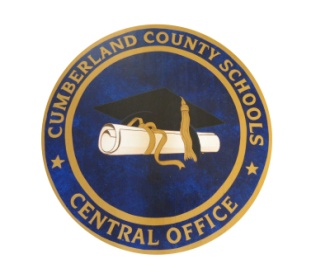 CUMBERLAND COUNTY SCHOOLS
CENTRAL OFFICE